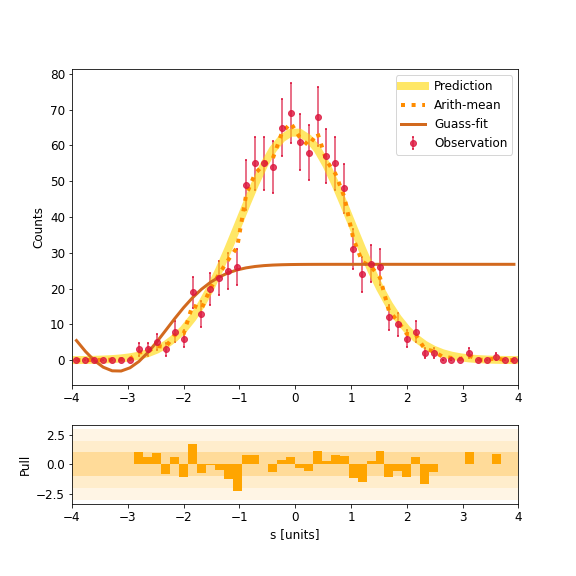 80
70
60
50
40
30
20
10
0
Counts
Prediction
Arith-mean
Guass-fit
Observation
−4 −3 −2 −1 0 1 2 3 4
2.5
0.0
−2.5
Pull
−4 −3 −2 −1 0 1 2 3 4
s [units]